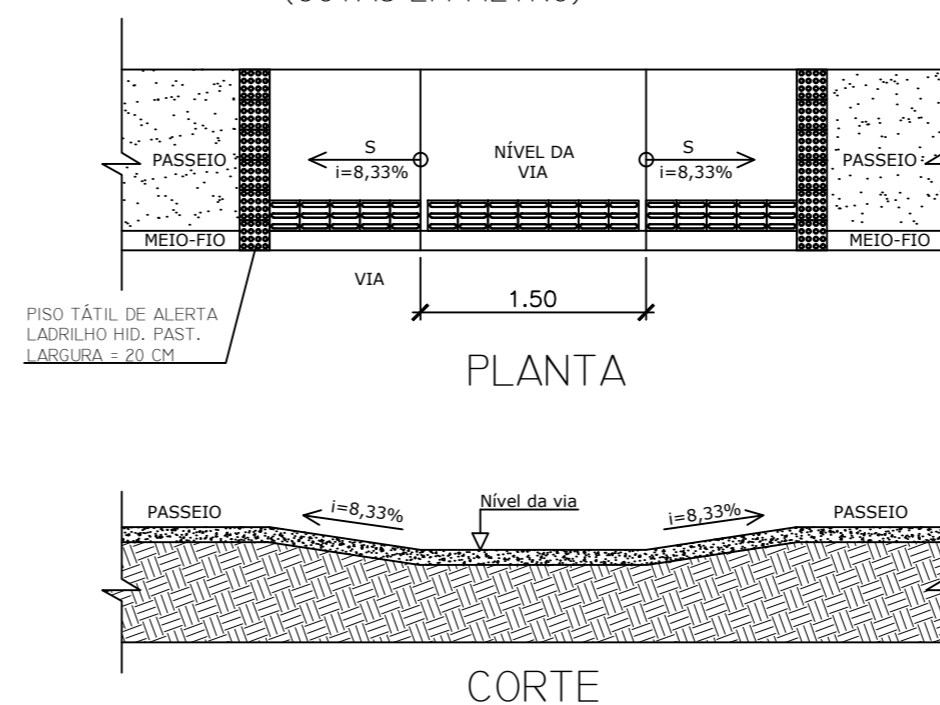 PASSEIO
S
i=8,33%
NÍVEL DA
VIA
S
i=8,33%
PASSEIO
MEIO-FIO
MEIO-FIO
VIA
1.50
PISO TÁTIL DE ALERTA
LADRILHO HID. PAST.
LARGURA = 20 CM
PLANTA
PASSEIO
i=8,33%
Nível da via
i=8,33%
PASSEIO
CORTE